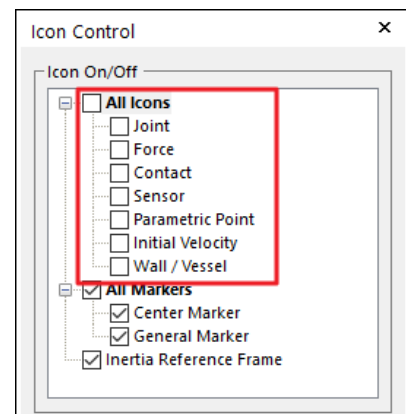 Icon Control
Icon On/Off
All Icons
Joint
Force
Contact
Sensor
Parametric Point
Initial Velocity
Wall / Vessel
All Markers
Center Marker
General Marker
Inertia Reference Frame